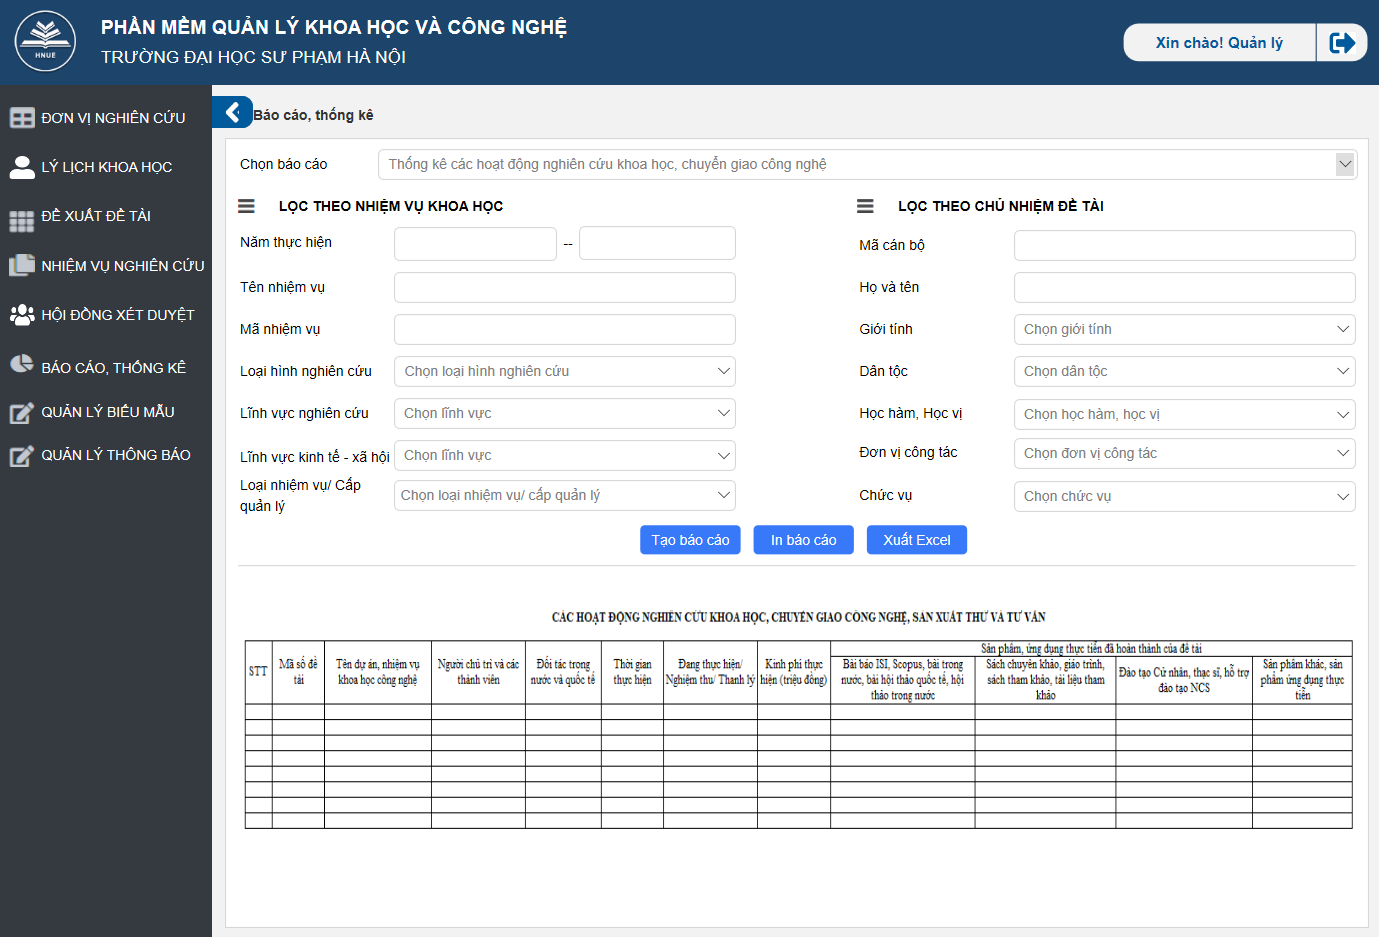 PHẦN MỀM QUẢN LÝ KHOA HỌC VÀ CÔNG NGHỆ
TRƯỜNG ĐẠI HỌC SƯ PHẠM HÀ NỘI
HNUE
Xin chào! Quản lý
ĐƠN VỊ NGHIÊN CỨU
LÝ LỊCH KHOA HỌC
ĐỀ XUẤT ĐỀ TÀI
NHIỆM VỤ NGHIÊN CỨU
HỘI ĐỒNG XÉT DUYỆT
BÁO CÁO, THỐNG KÊ
QUẢN LÝ BIỂU MẪU
QUẢN LÝ THÔNG BÁO
Báo cáo, thống kê
Chọn báo cáo
Thống kê các hoạt động nghiên cứu khoa học, chuyển giao công nghệ
LỌC THEO NHIỆM VỤ KHOA HỌC
Năm thực hiện
--
Tên nhiệm vụ
Mã nhiệm vụ
Loại hình nghiên cứu
Chọn loại hình nghiên cứu
Lĩnh vực nghiên cứu
Chọn lĩnh vực
Lĩnh vực kinh tế - xã hội
Chọn lĩnh vực
Loại nhiệm vụ/ Cấp
quản lý
Chọn loại nhiệm vụ/ cấp quản lý
LỌC THEO CHỦ NHIỆM ĐỀ TÀI
Mã cán bộ
Họ và tên
Giới tính
Chọn giới tính
Dân tộc
Chọn dân tộc
Học hàm, Học vị
Chọn học hàm, học vị
Đơn vị công tác
Chọn đơn vị công tác
Chức vụ
Chọn chức vụ
Tạo báo cáo
In báo cáo
Xuất Excel
CÁC HOẠT ĐỘNG NGHIÊN CỨU KHOA HỌC, CHUYỂN GIAO CÔNG NGHỆ, SẢN XUẤT THƯ VÀ TƯ VẤN
STT
Mã số đề
tài
Tên dự án, nhiệm vụ
khoa học công nghệ
Người chủ trì và các
thành viên
Đối tác trong
nước và quốc tế
Thời gian
thực hiện
Đang thực hiện/
Nghiệm thu/ Thanh lý
Kinh phí thực
hiện (triệu đồng)
Sản phẩm, ứng dụng thực tiễn đã hoàn thành của đề tài
Bài báo ISI, Scopus, bài trong
nước, bài hội thảo quốc tế, hội
thảo trong nước
Sách chuyên khảo, giáo trình,
sách tham khảo, tài liệu tham
khảo
Đào tạo Cử nhân, thạc sĩ, hỗ trợ
đào tạo NCS
Sản phẩm khác, sản
phẩm ứng dụng thực
tiễn